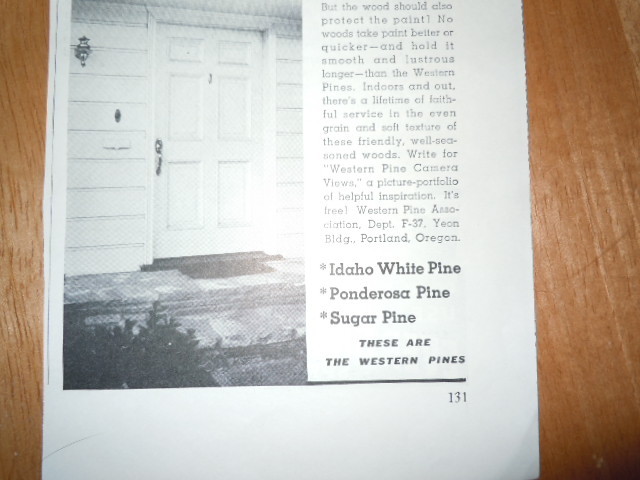 But the wood should also
protect the paint! No
woods take paint better or
quicker—and hold it
smooth and lustrous
longer—than the Western
Pines. Indoors and out,
there's a lifetime of faith-
ful service in the even
grain and soft texture of
these friendly, well-sea-
soned woods. Write for
"Western Pine Camera
Views," a picture-portfolio
of helpful inspiration. It's
free! Western Pine Asso-
ciation, Dept. F-37, Yeon
Bldg., Portland, Oregon.
*Idaho White Pine
*Ponderosa Pine
*Sugar Pine
THESE ARE
THE WESTERN PINES
131